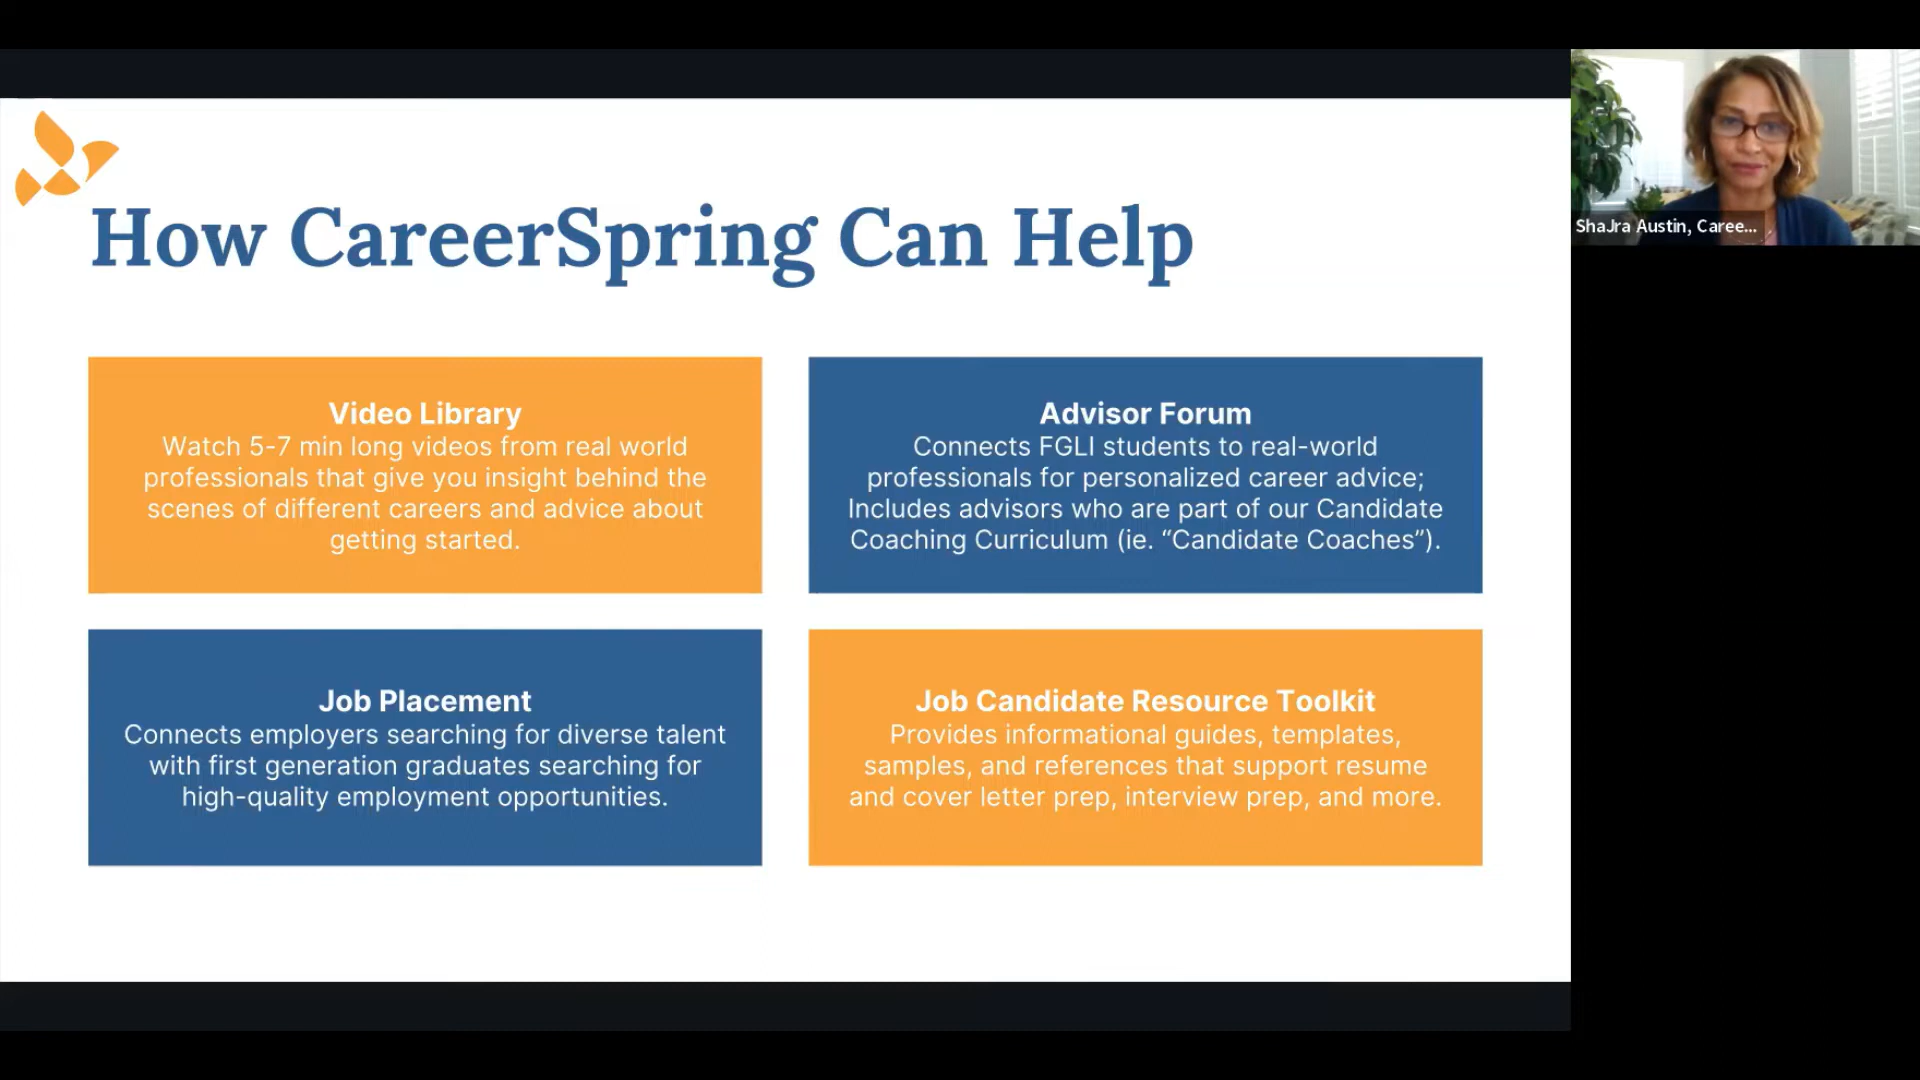 How CareerSpring Can Help
Video Library
Watch 5-7 min long videos from real world
professionals that give you insight behind the
scenes of different careers and advice about
getting started.
Advisor Forum
Connects FGLI students to real-world
professionals for personalized career advice;
Includes advisors who are part of our Candidate
Coaching Curriculum (ie. “Candidate Coaches”).
Job Placement
Connects employers searching for diverse talent
with first generation graduates searching for
high-quality employment opportunities.
Job Candidate Resource Toolkit
Provides informational guides, templates,
samples, and references that support resume
and cover letter prep, interview prep, and more.
ShaJra Austin, Caree...